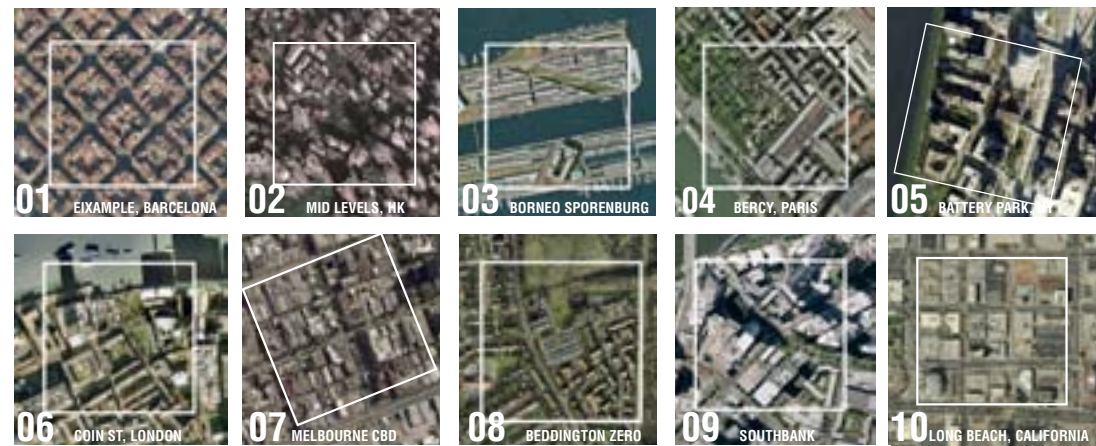 01 EIXAMPLE, BARCELONA
02 MID LEVELS, HK
03 BORNEO SPORENBURG
04 BERCY, PARIS
05 BATTERY PARK,
06 COIN ST, LONDON
07 MELBOURNE CBD
08 BEDDINGTON ZERO
09 SOUTHBANK
10 LONG BEACH, CALIFORNIA